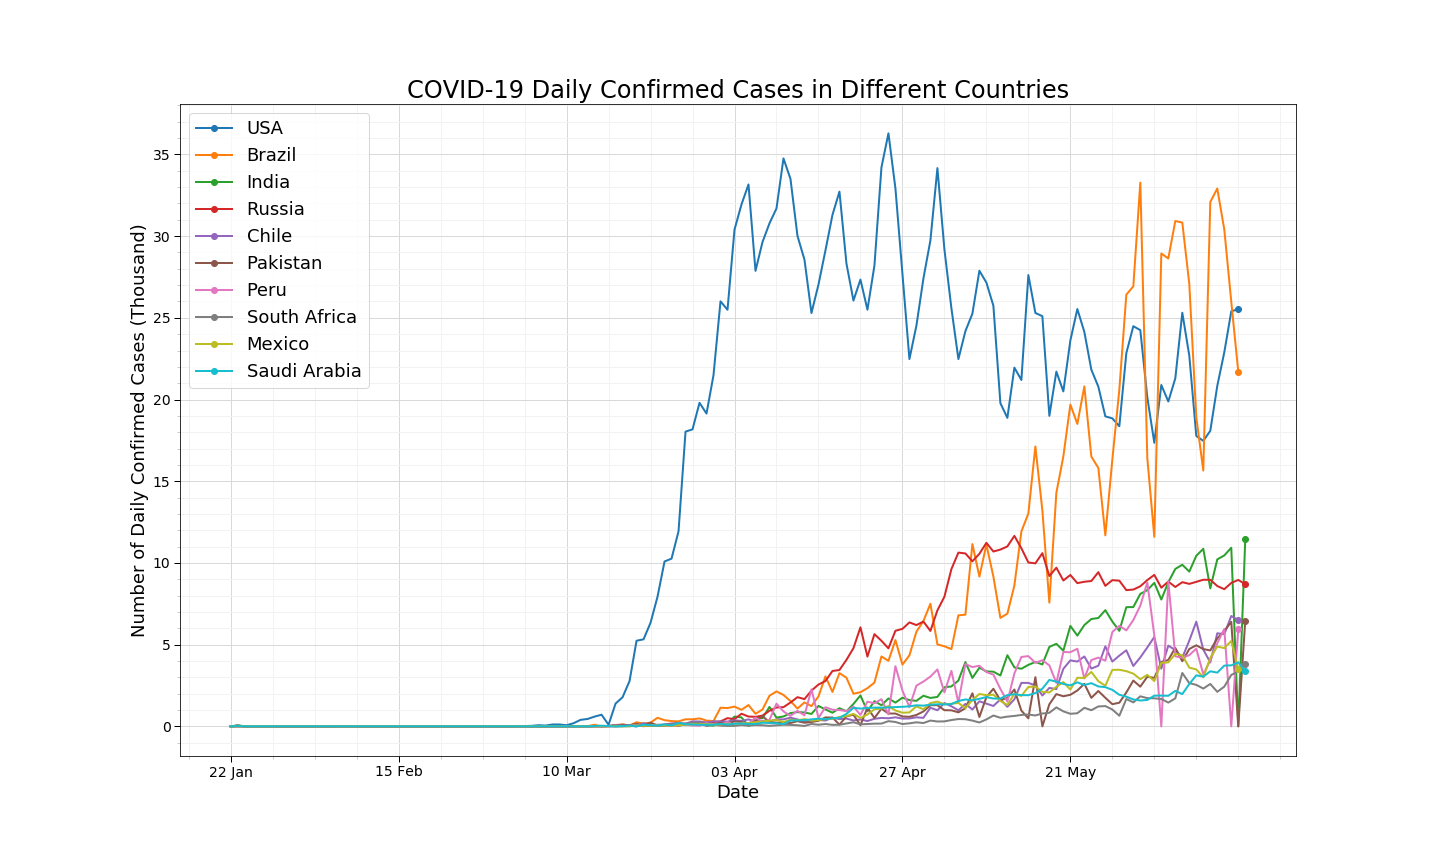 COVID-19 Daily Confirmed Cases in Different Countries
Number of Daily Confirmed Cases (Thousand)
35
30
25
20
15
10
5
0
USA
Brazil
India
Russia
Chile
Pakistan
Peru
South Africa
Mexico
Saudi Arabia
22 Jan
15 Feb
10 Mar
03 Apr
27 Apr
21 May
Date